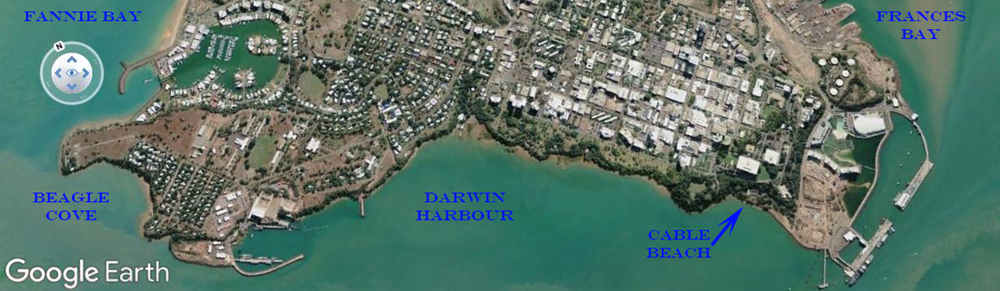 FANNIE BAY
FRANCES
BAY
N
BEAGLE
COVE
DARWIN
HARBOUR
CABLE
BEACH
Google Earth